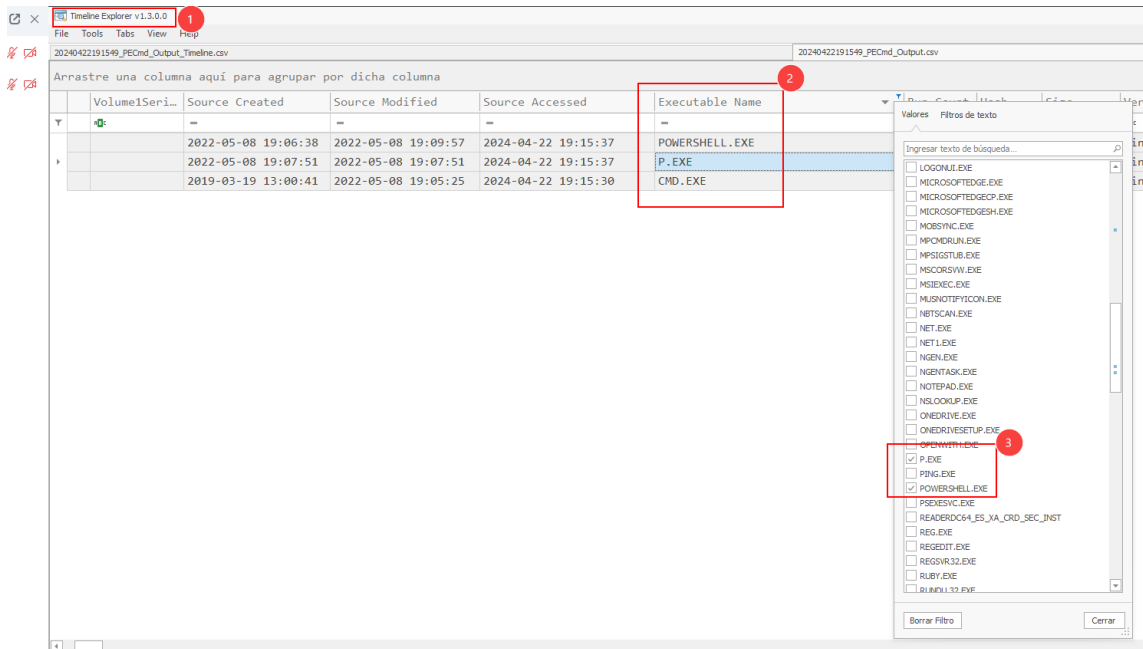 Timeline Explorer v1.3.0.0
1
File Tools Tabs View Help
20240422191549_PECmd_Output_Timeline.csv
20240422191549_PECmd_Output.csv
Arrastre una columna aquí para agrupar por dicha columna
2
Volume1Seri... Source Created Source Modified Source Accessed Executable Name Run Count Hash Size Ver
= = = =
2022-05-08 19:06:38 2022-05-08 19:09:57 2024-04-22 19:15:37 POWERSHELL.EXE
2022-05-08 19:07:51 2022-05-08 19:07:51 2024-04-22 19:15:37 P.EXE
2019-03-19 13:00:41 2022-05-08 19:05:25 2024-04-22 19:15:30 CMD.EXE
Valores Filtros de texto
Ingresar texto de búsqueda...
LOGONUI.EXE
MICROSOFTEDGE.EXE
MICROSOFTEDGECP.EXE
MICROSOFTEDGESH.EXE
MOBSYNC.EXE
MPCMDRUN.EXE
MPSIGSTUB.EXE
MSCORSVW.EXE
MSIEXEC.EXE
MUSNOTIFYICON.EXE
NBTSCAN.EXE
NET.EXE
NET1.EXE
NGEN.EXE
NGENTASK.EXE
NOTEPAD.EXE
NSLOOKUP.EXE
ONEDRIVE.EXE
ONEDRIVESETUP.EXE
OPENWITH.EXE
3
P.EXE
PING.EXE
POWERSHELL.EXE
PSEXESVC.EXE
READERDC64_ES_XA_CRD_SEC_INST
REG.EXE
REGEDIT.EXE
REGSVR32.EXE
RUBY.EXE
RUNDLL32.EXE
Borrar Filtro
Cerrar